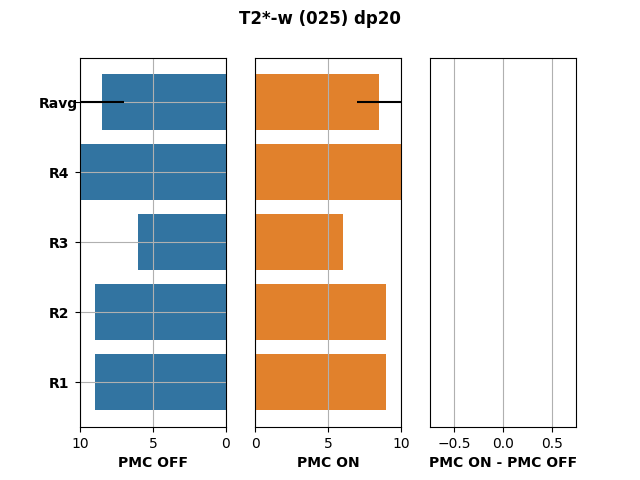 T2*-w (025) dp20
Ravg
R4
R3
R2
R1
10 5 0 0 5 10 −0.5 0.0 0.5
PMC OFF PMC ON PMC ON - PMC OFF